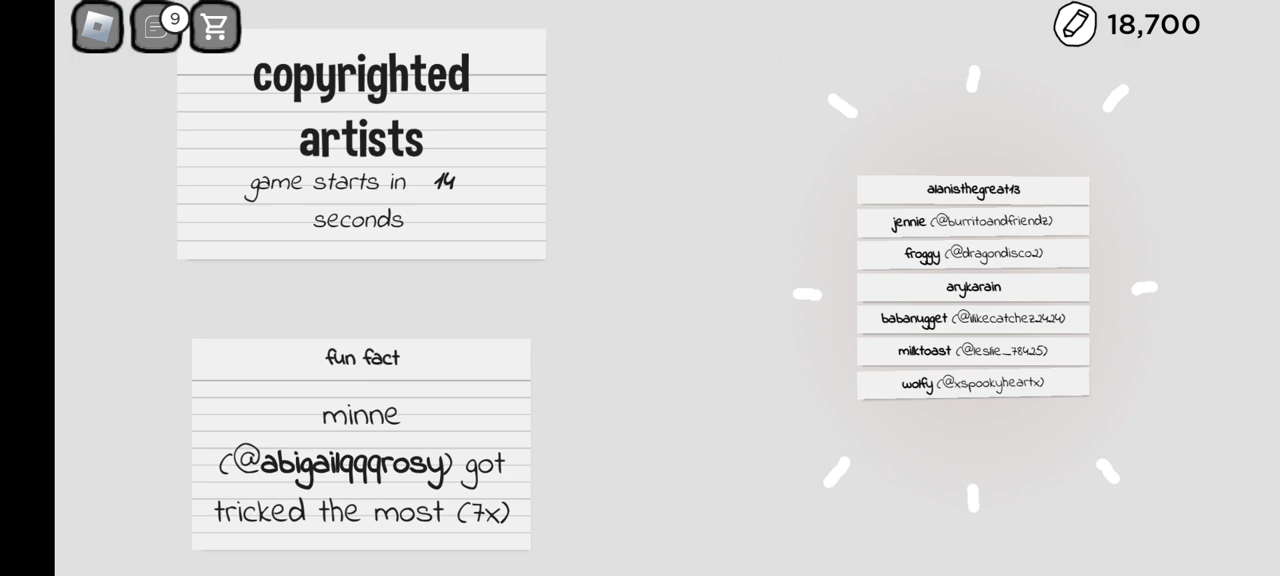 9
18,700
copyrighted
artists
game starts in 14
seconds
fun fact
minne
(@abigailqqqrosy) got
tricked the most (7x)
alanisthegreat13
jennie (@burritoandfriendz)
froggy (@dragondisco2)
arykarain
babanugget (@ilikecatchez2424)
milktoast (@leslie_78425)
wolfy (@xspookyheartx)